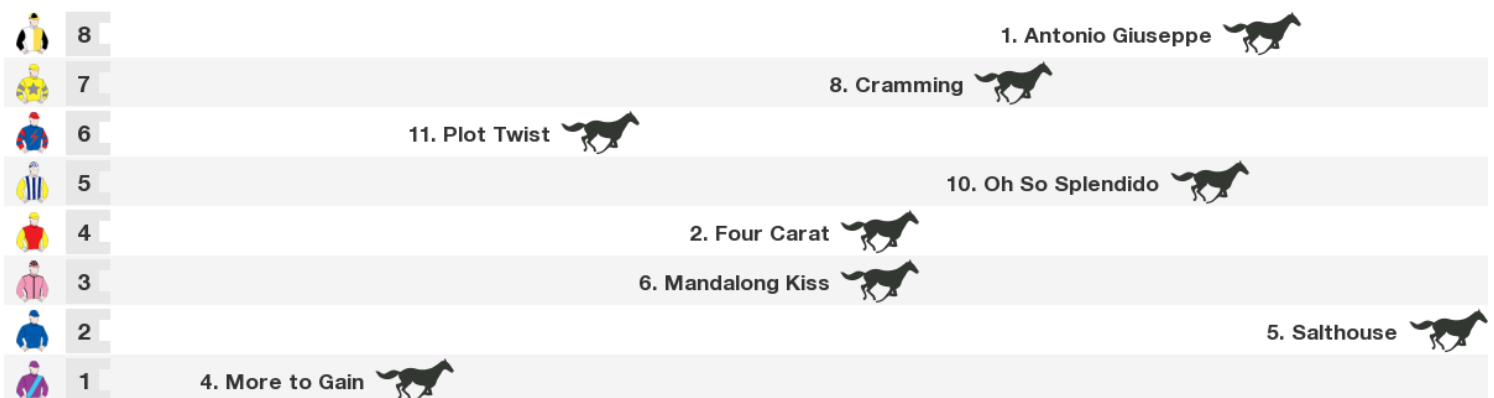 8 1. Antonio Giuseppe
7 8. Cramming
6 11. Plot Twist
5 10. Oh So Splendido
4 2. Four Carat
3 6. Mandalong Kiss
2 5. Salthouse
1 4. More to Gain